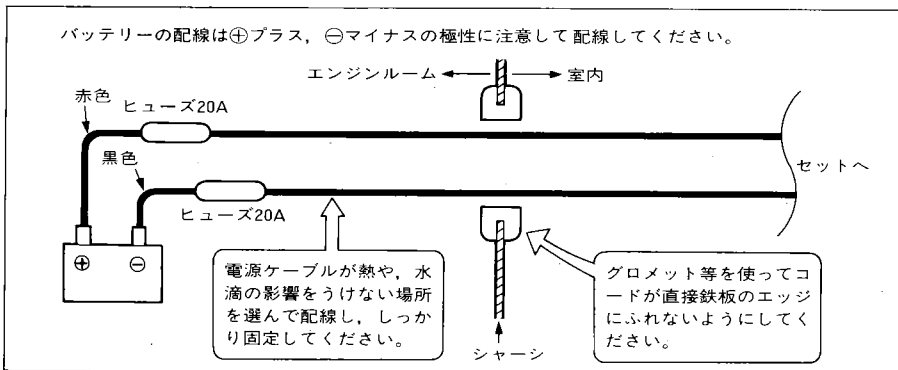 バッテリーの配線は⊕プラス，⊖マイナスの極性に注意して配線してください。
エンジンルーム 室内
赤色
ヒューズ20A
黒色
セットへ
ヒューズ20A
⊕ ⊖
電源ケーブルが熱や，水
滴の影響をうけない場所
を選んで配線し，しっか
り固定してください。
グロメット等を使ってコ
ードが直接鉄板のエッジ
にふれないようにしてく
ださい。
シャーシ